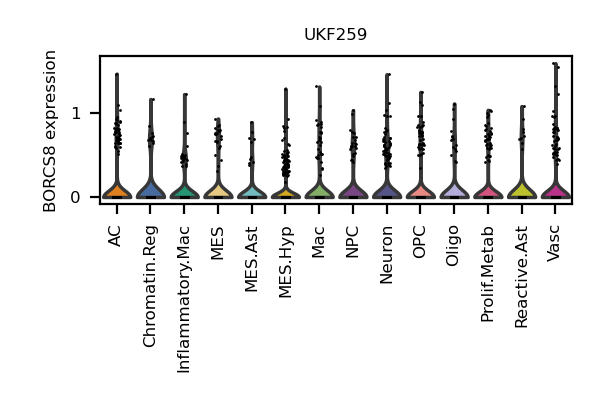 UKF259
BORCS8 expression
1
0
AC
Chromatin.Reg
Inflammatory.Mac
MES
MES.Ast
MES.Hyp
Mac
NPC
Neuron
OPC
Oligo
Prolif.Metab
Reactive.Ast
Vasc